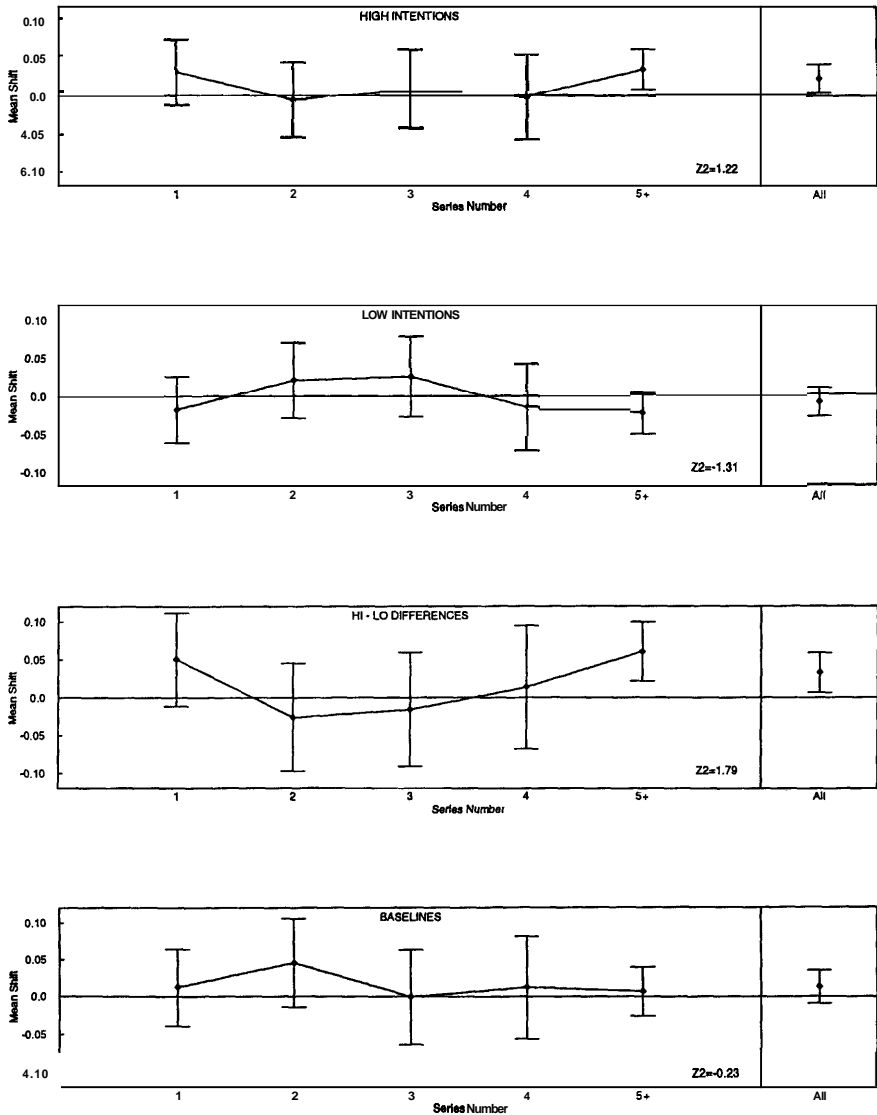 HIGH INTENTIONS
0.10
0.05
0.0
4.05
6.10
Mean Shift
Z2=1.22
1 2 3 4 5+ All
Series Number
LOW INTENTIONS
0.10
0.05
0.0
-0.05
-0.10
Mean Shift
Z2=-1.31
1 2 3 4 5+ All
Series Number
HI - LO DIFFERENCES
0.10
0.05
0.0
-0.05
-0.10
Mean Shift
Z2=1.79
1 2 3 4 5+ All
Series Number
BASELINES
0.10
0.05
0.0
-0.05
4.10
Mean Shift
Z2=-0.23
1 2 3 4 5+ All
Series Number